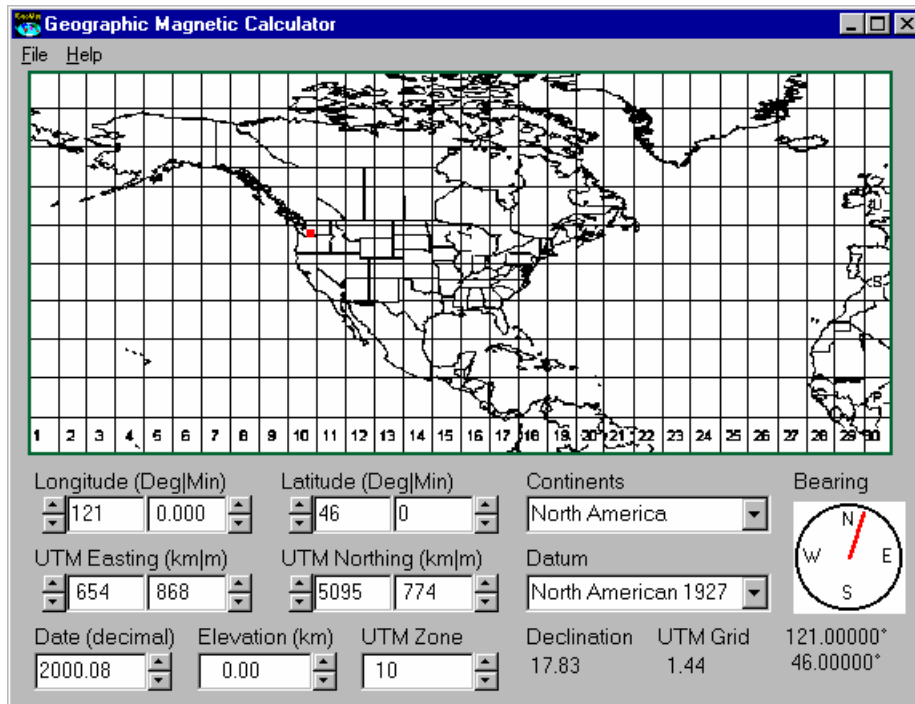 Geographic Magnetic Calculator
File Help
1 2 3 4 5 6 7 8 9 10 11 12 13 14 15 16 17 18 19 20 21 22 23 24 25 26 27 28 29 30
Longitude (Deg|Min) Latitude (Deg|Min) Continents Bearing
121 0.000 46 0 North America
N
W E
S
UTM Easting (km|m) UTM Northing (km|m) Datum
654 868 5095 774 North American 1927
Date (decimal) Elevation (km) UTM Zone Declination UTM Grid 121.00000°
2000.08 0.00 10 17.83 1.44 46.00000°